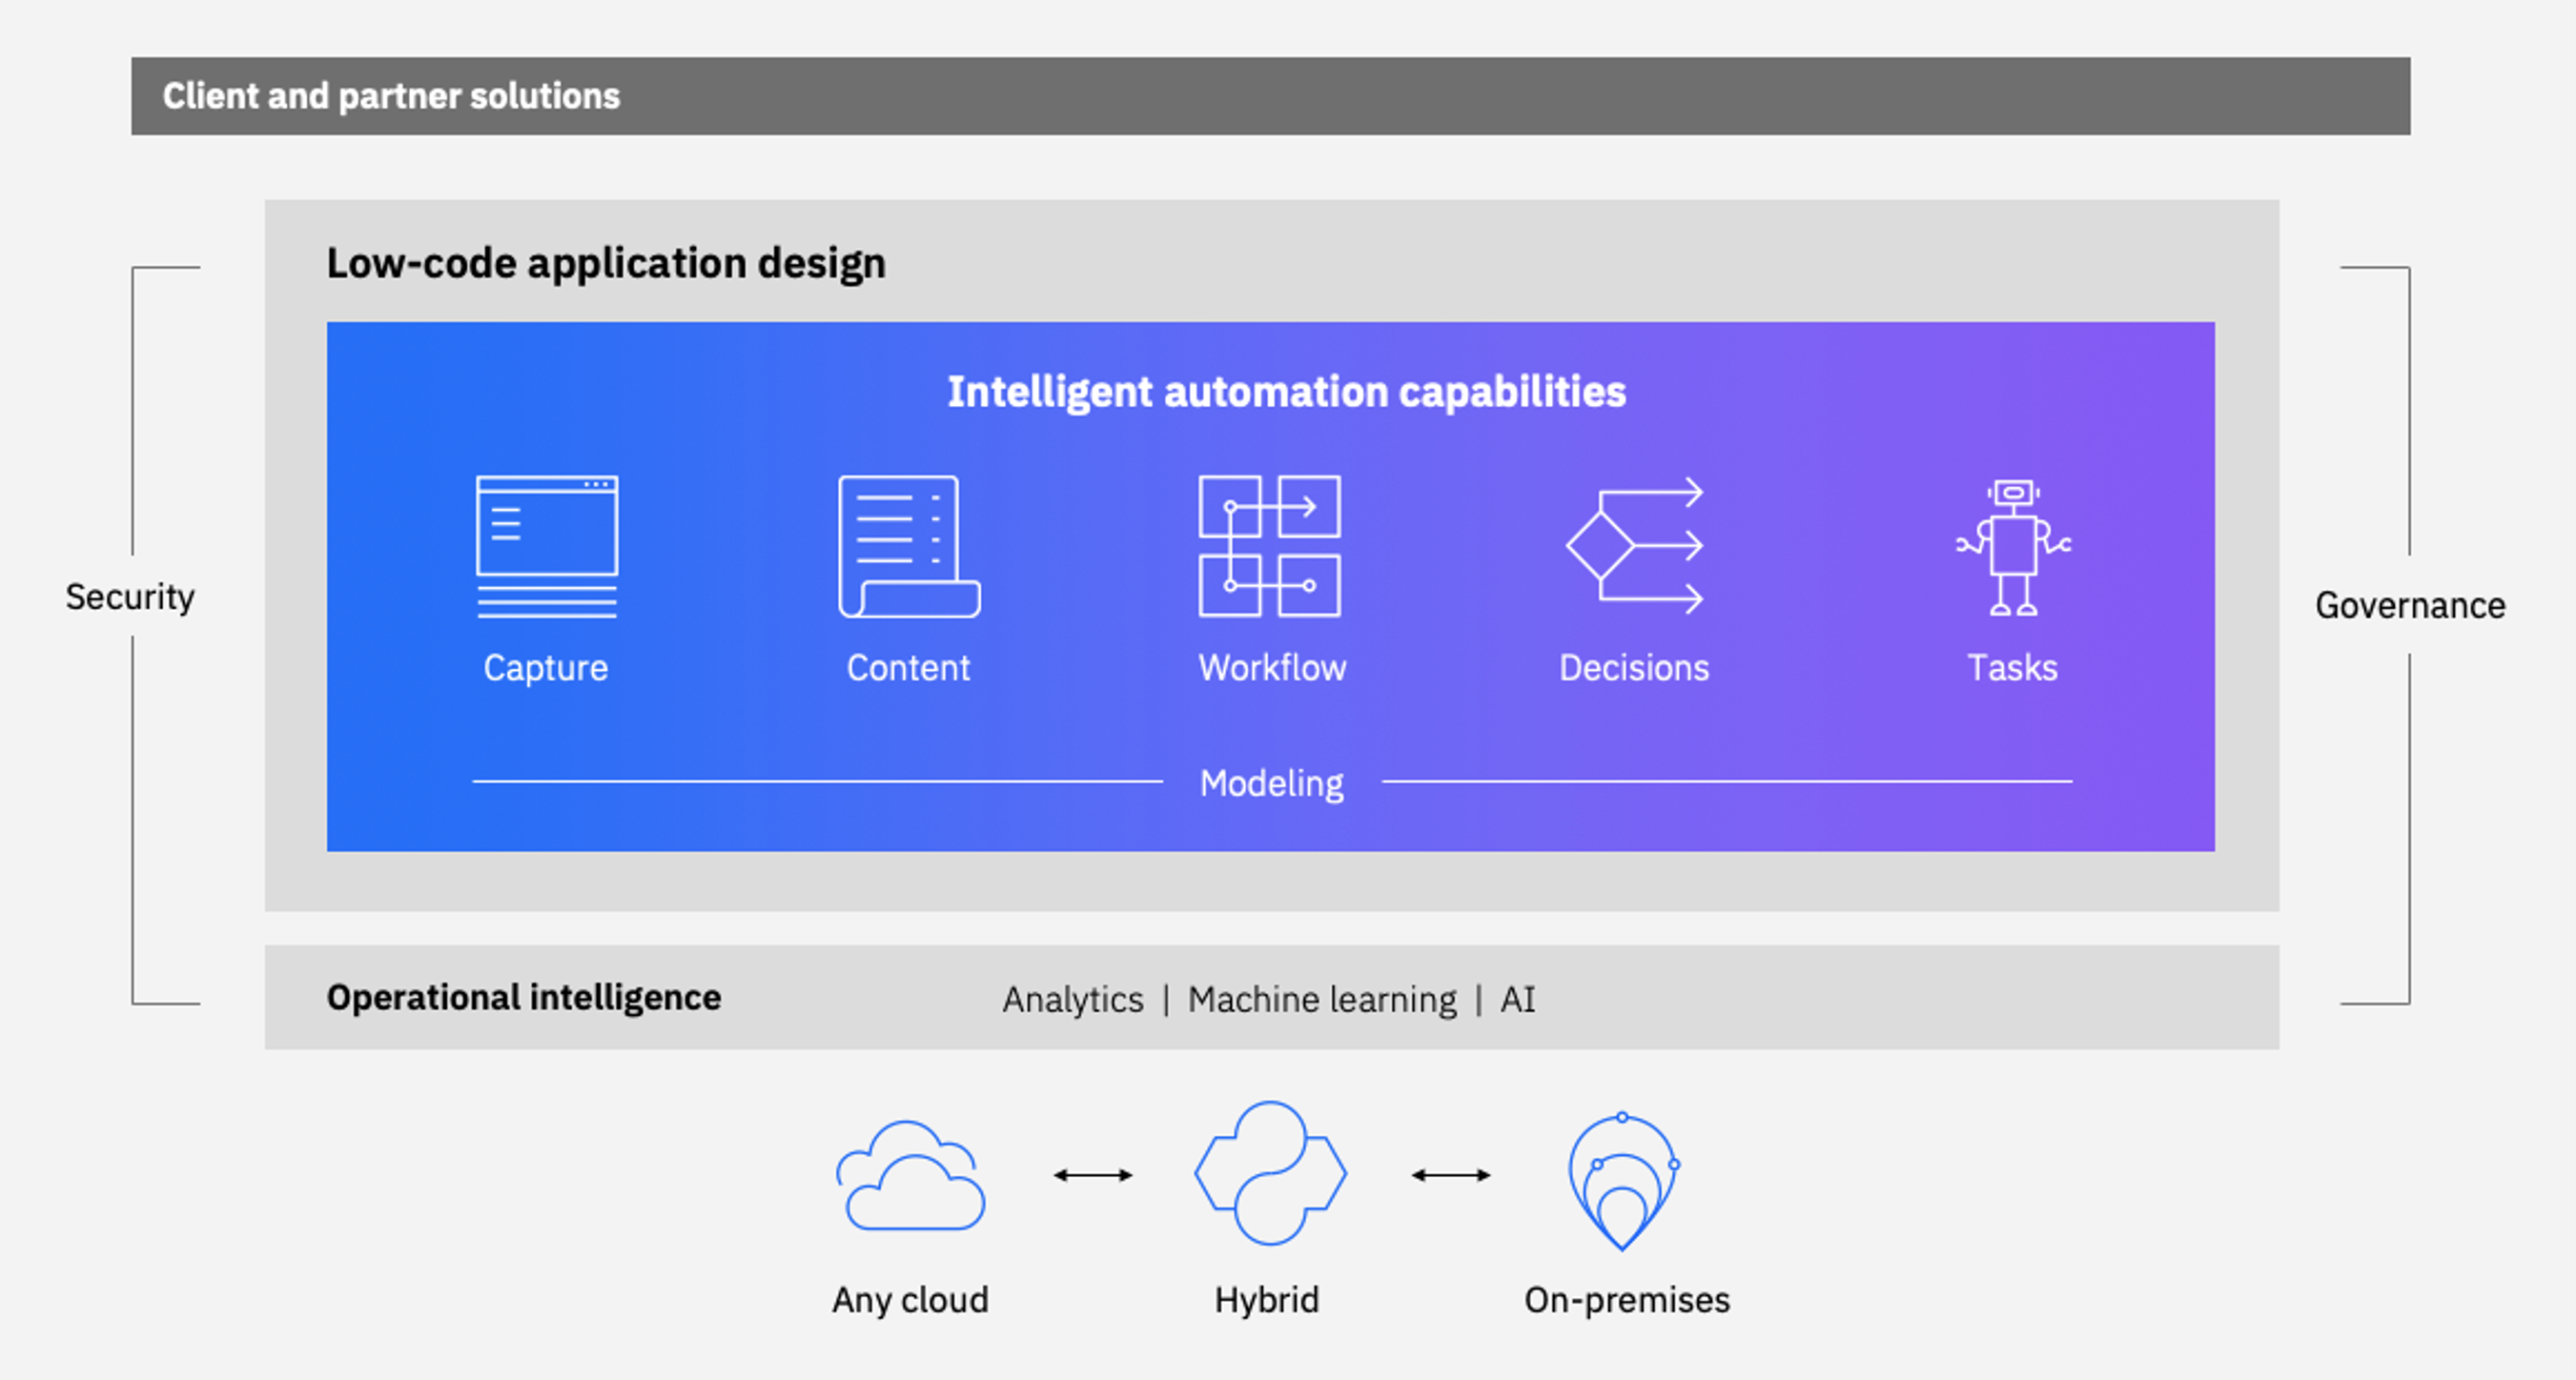 Client and partner solutions
Low-code application design
Intelligent automation capabilities
Capture
Content
Workflow
Decisions
Tasks
Modeling
Security
Governance
Operational intelligence
Analytics | Machine learning | AI
Any cloud
Hybrid
On-premises